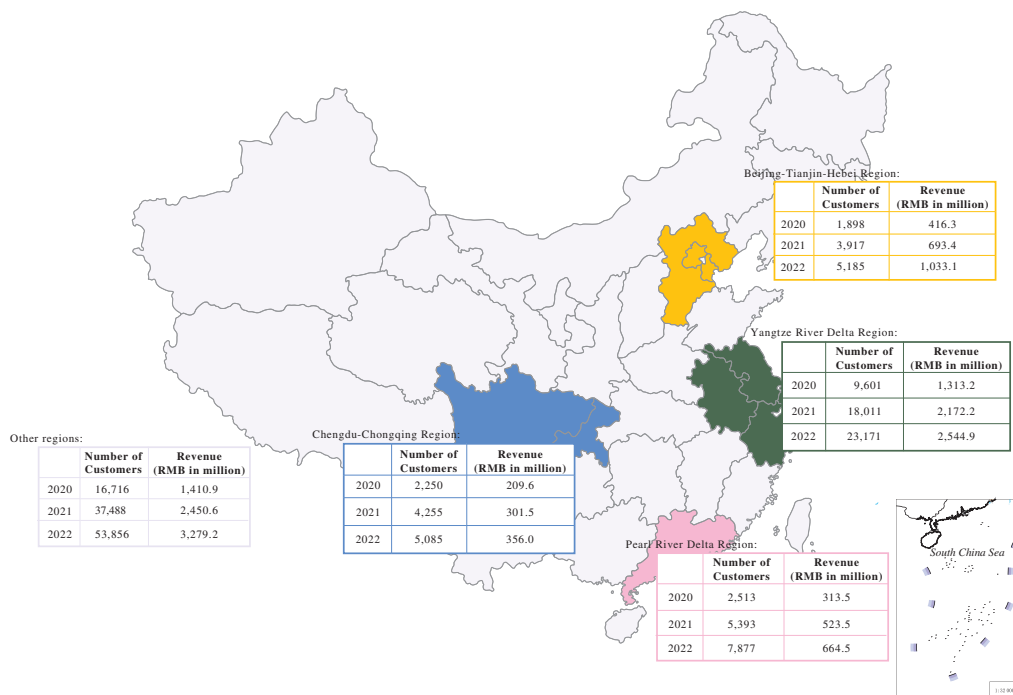 Beijing-Tianjin-Hebei Region:
Number of Customers Revenue (RMB in million)
2020 1,898 416.3
2021 3,917 693.4
2022 5,185 1,033.1
Yangtze River Delta Region:
Number of Customers Revenue (RMB in million)
2020 9,601 1,313.2
2021 18,011 2,172.2
2022 23,171 2,544.9
Other regions:
Number of Customers Revenue (RMB in million)
2020 16,716 1,410.9
2021 37,488 2,450.6
2022 53,856 3,279.2
Chengdu-Chongqing Region:
Number of Customers Revenue (RMB in million)
2020 2,250 209.6
2021 4,255 301.5
2022 5,085 356.0
Pearl River Delta Region:
Number of Customers Revenue (RMB in million)
2020 2,513 313.5
2021 5,393 523.5
2022 7,877 664.5
South China Sea